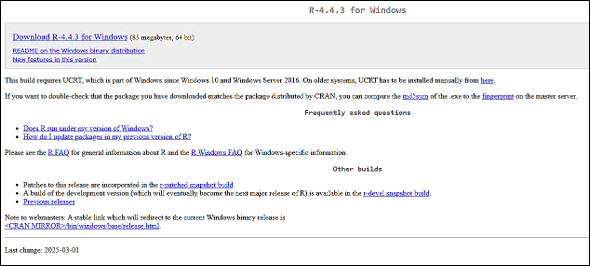 R-4.4.3 for Windows
Download R-4.4.3 for Windows (85 megabytes, 64 bit)
README on the Windows binary distribution
New features in this version
This build requires UCRT, which is part of Windows since Windows 10 and Windows Server 2016. On older systems, UCRT has to be installed manually from here.
If you want to double-check that the package you have downloaded matches the package distributed by CRAN, you can compare the md5sum of the .exe to the fingerprint on the master server.
Frequently asked questions
Does R run under my version of Windows?
How do I update packages in my previous version of R?
Please see the R FAQ for general information about R and the R Windows FAQ for Windows-specific information.
Other builds
Patches to this release are incorporated in the r-patched snapshot build.
A build of the development version (which will eventually become the next major release of R) is available in the r-devel snapshot build.
Previous releases
Note to webmasters: A stable link which will redirect to the current Windows binary release is
<CRAN MIRROR>/bin/windows/base/release.html.
Last change: 2025-03-01